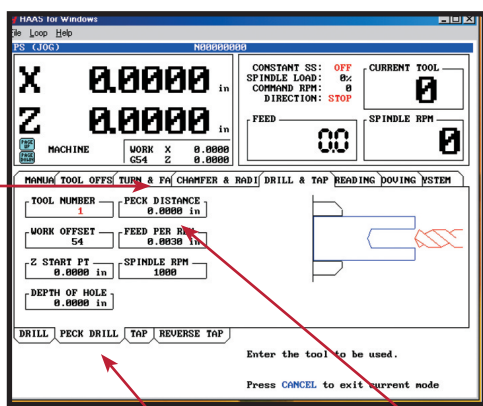 HAAS for Windows
ile Loop Help
PS (JOG) N00000000
X 0.0000 in
Z 0.0000 in
PAGE UP
PAGE DOWN
MACHINE
WORK X 0.0000
G54 Z 0.0000
CONSTANT SS: OFF
SPINDLE LOAD: 0%
COMMAND RPM: 0
DIRECTION: STOP
CURRENT TOOL
0
FEED
0.0
SPINDLE RPM
0
MANUA TOOL OFFS TURN & FA CHAMFER & RADI DRILL & TAP READING OOVING YSTEM
TOOL NUMBER
1
PECK DISTANCE
0.0000 in
WORK OFFSET
54
FEED PER
0.0030 in
Z START PT
0.0000 in
SPINDLE RPM
1000
DEPTH OF HOLE
0.0000 in
DRILL PECK DRILL TAP REVERSE TAP
Enter the tool to be used.
Press CANCEL to exit current mode